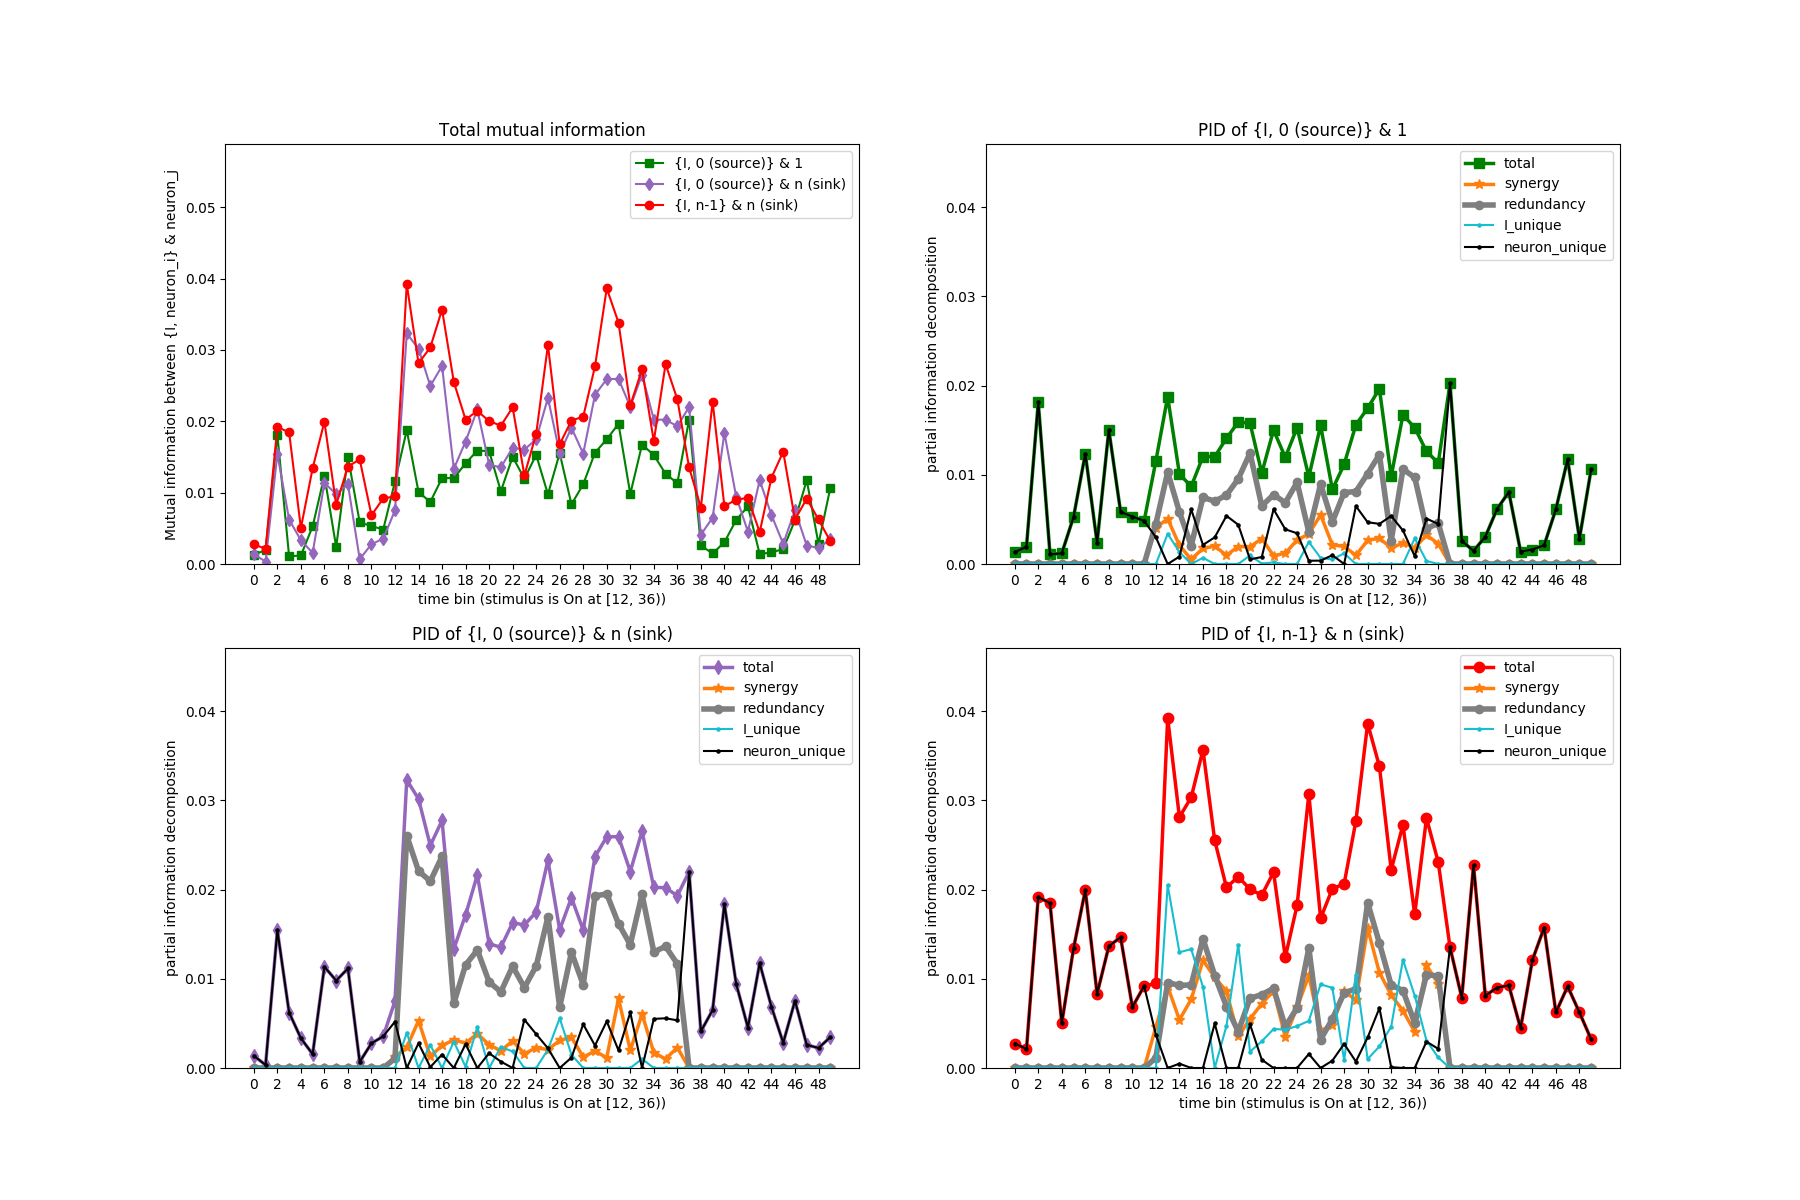 Total mutual information
Mutual information between {I, neuron_i} & neuron_j
0.05
0.04
0.03
0.02
0.01
0.00
{I, 0 (source)} & 1
{I, 0 (source)} & n (sink)
{I, n-1} & n (sink)
0 2 4 6 8 10 12 14 16 18 20 22 24 26 28 30 32 34 36 38 40 42 44 46 48
time bin (stimulus is On at [12, 36))
PID of {I, 0 (source)} & 1
partial information decomposition
0.04
0.03
0.02
0.01
0.00
total
synergy
redundancy
I_unique
neuron_unique
0 2 4 6 8 10 12 14 16 18 20 22 24 26 28 30 32 34 36 38 40 42 44 46 48
time bin (stimulus is On at [12, 36))
PID of {I, 0 (source)} & n (sink)
partial information decomposition
0.04
0.03
0.02
0.01
0.00
total
synergy
redundancy
I_unique
neuron_unique
0 2 4 6 8 10 12 14 16 18 20 22 24 26 28 30 32 34 36 38 40 42 44 46 48
time bin (stimulus is On at [12, 36))
PID of {I, n-1} & n (sink)
partial information decomposition
0.04
0.03
0.02
0.01
0.00
total
synergy
redundancy
I_unique
neuron_unique
0 2 4 6 8 10 12 14 16 18 20 22 24 26 28 30 32 34 36 38 40 42 44 46 48
time bin (stimulus is On at [12, 36))